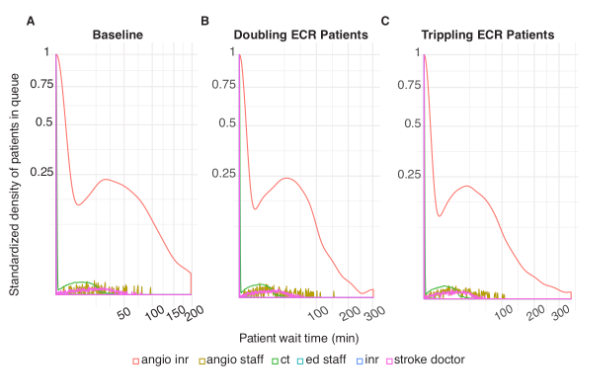 A
Baseline
B
Doubling ECR Patients
C
Trippling ECR Patients
Standardized density of patients in queue
1
0.75
0.5
0.25
50 100 150 200
1
0.75
0.5
0.25
100 200 300
1
0.75
0.5
0.25
100 200 300
Patient wait time (min)
angio inr angio staff ct ed staff inr stroke doctor